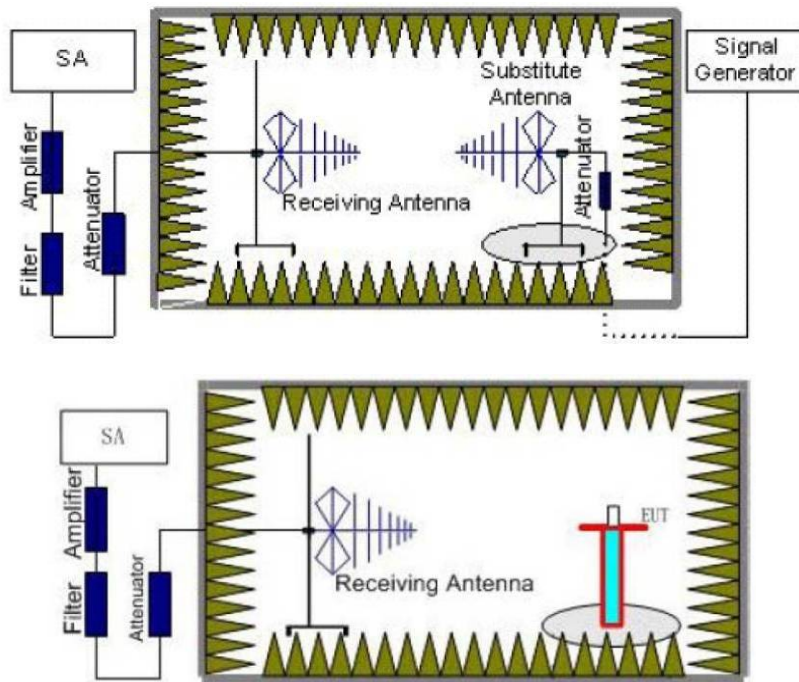 SA
Signal
Generator
Substitute
Antenna
Amplifier
Attenuator
Receiving Antenna
Filter
Attenuator
SA
EUT
Amplifier
Receiving Antenna
Filter
Attenuator